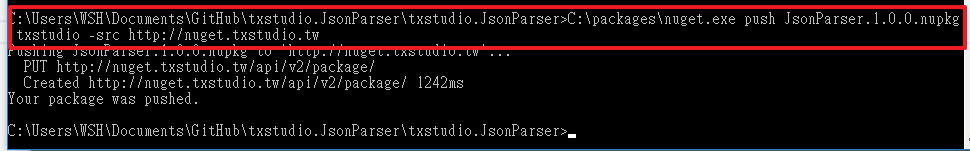 C:\Users\WSH\Documents\GitHub\txstudio.JsonParser\txstudio.JsonParser>C:\packages\nuget.exe push JsonParser.1.0.0.nupkg
txstudio -src http://nuget.txstudio.tw
Pushing JsonParser.1.0.0.nupkg to 'http://nuget.txstudio.tw'...
PUT http://nuget.txstudio.tw/api/v2/package/
Created http://nuget.txstudio.tw/api/v2/package/ 1242ms
Your package was pushed.
C:\Users\WSH\Documents\GitHub\txstudio.JsonParser\txstudio.JsonParser>